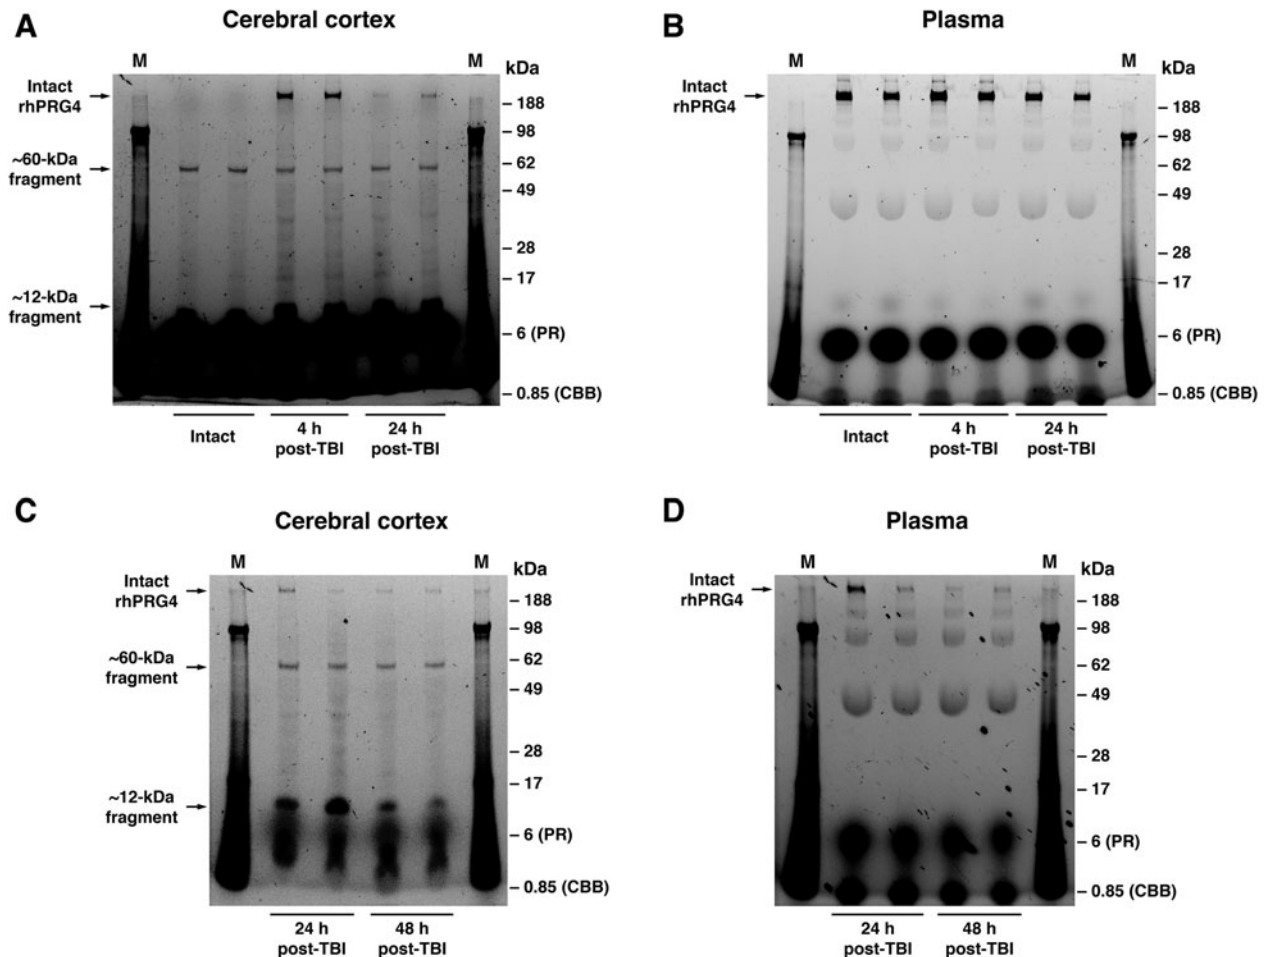 A
Cerebral cortex
M
M
kDa
Intact
rhPRG4
188
98
~60-kDa
fragment
62
49
28
17
~12-kDa
fragment
6 (PR)
0.85 (CBB)
Intact
4 h
post-TBI
24 h
post-TBI
B
Plasma
M
M
kDa
Intact
rhPRG4
188
98
62
49
28
17
6 (PR)
0.85 (CBB)
Intact
4 h
post-TBI
24 h
post-TBI
C
Cerebral cortex
M
M
kDa
Intact
rhPRG4
188
98
~60-kDa
fragment
62
49
28
17
~12-kDa
fragment
6 (PR)
0.85 (CBB)
24 h
post-TBI
48 h
post-TBI
D
Plasma
M
M
kDa
Intact
rhPRG4
188
98
62
49
28
17
6 (PR)
0.85 (CBB)
24 h
post-TBI
48 h
post-TBI